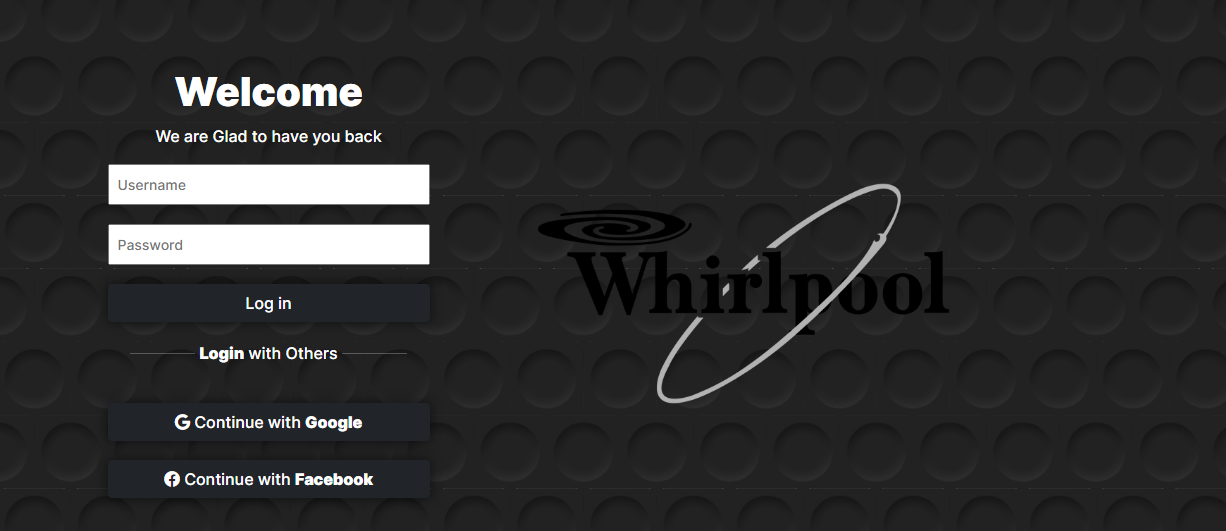 Welcome
We are Glad to have you back
Username
Password
Log in
Login with Others
Continue with Google
Continue with Facebook
Whirlpool